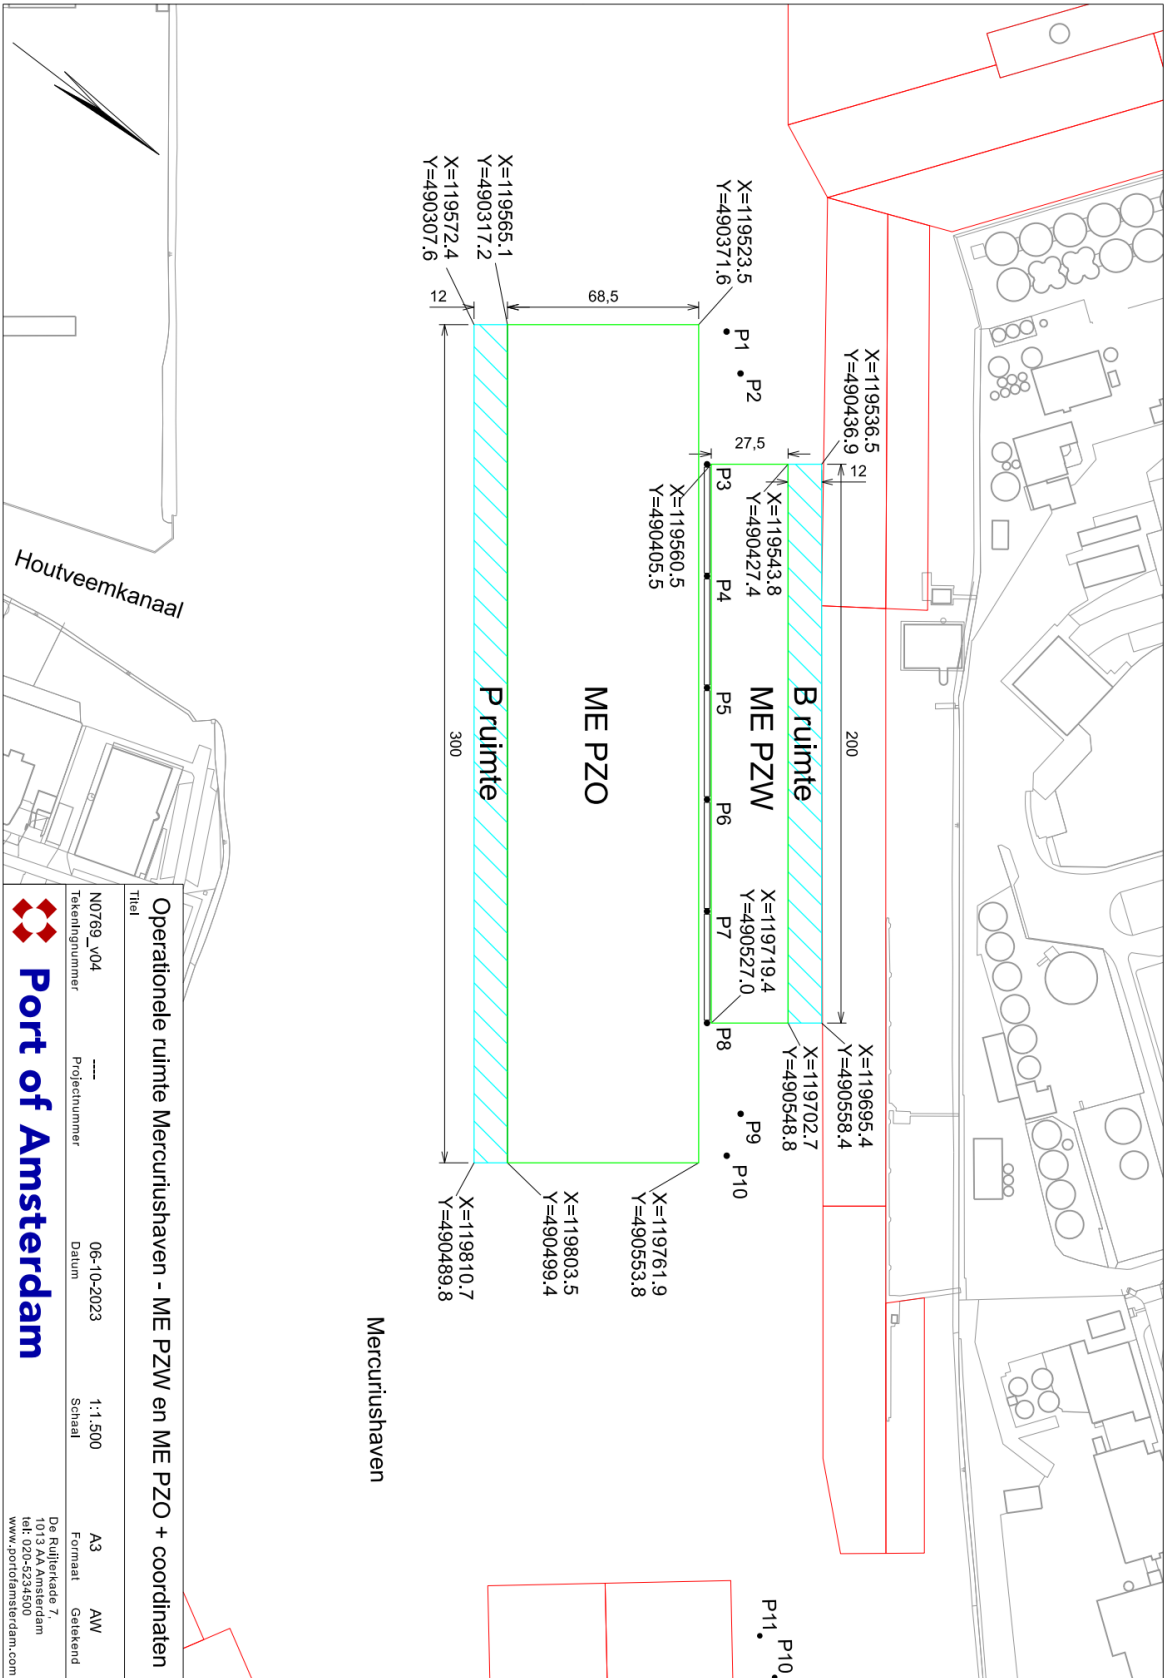 X=119523.5
Y=490371.6
X=119565.1
Y=490317.2
X=119572.4
Y=490307.6
X=119536.5
Y=490436.9
X=119543.8
Y=490427.4
X=119560.5
Y=490405.5
12
68,5
27,5
12
P1
P2
P3
P4
P5
P6
P7
P8
P9
P10
B ruimte
ME PZW
ME PZO
P ruimte
200
300
X=119719.4
Y=490527.0
X=119695.4
Y=490558.4
X=119702.7
Y=490548.8
X=119761.9
Y=490553.8
X=119803.5
Y=490499.4
X=119810.7
Y=490489.8
Houtveemkanaal
Mercuriushaven
P10
P11
Titel
Operationele ruimte Mercuriushaven - ME PZW en ME PZO + coordinaten
N0769_v04
Tekeningnummer
----
Projectnummer
06-10-2023
Datum
1:1.500
Schaal
A3
Formaat
AW
Getekend
Port of Amsterdam
De Ruijterkade 7,
1013 AA Amsterdam
tel: 020-5234500
www.portofamsterdam.com